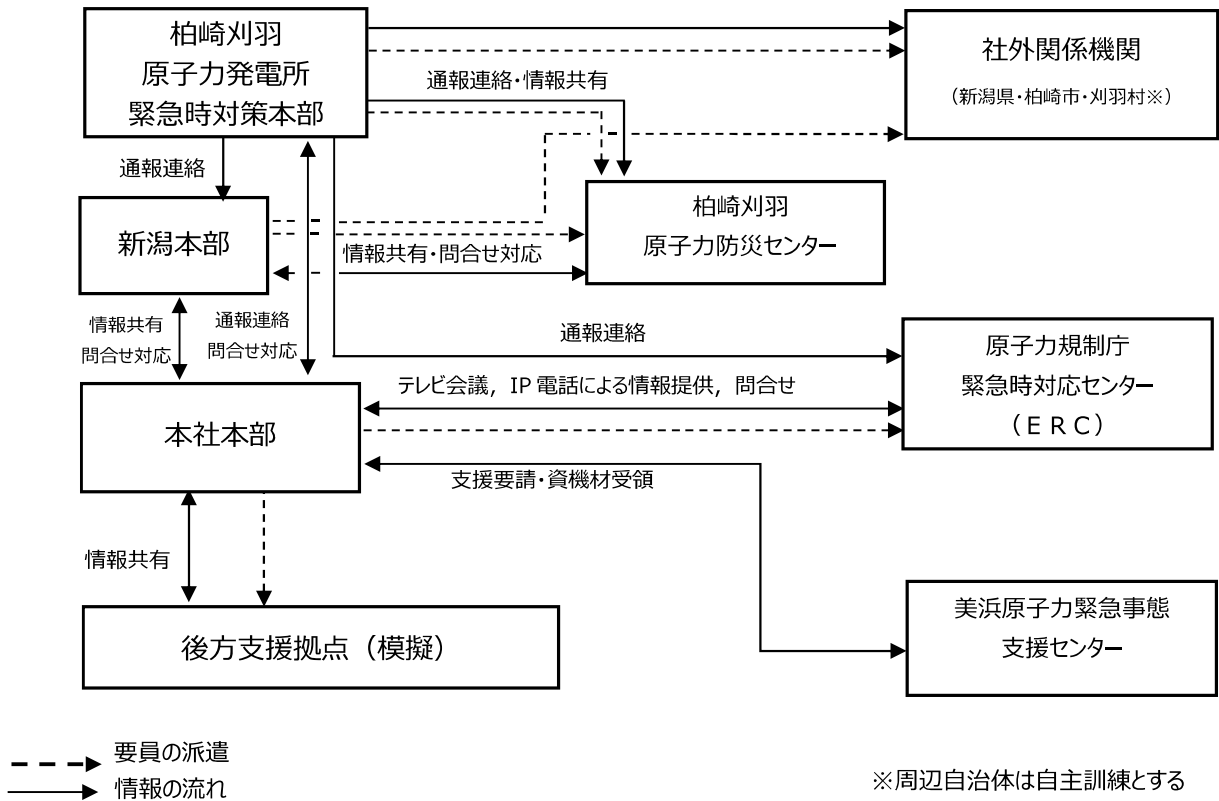 柏崎刈羽
原子力発電所
緊急時対策本部
社外関係機関
（新潟県・柏崎市・刈羽村※）
通報連絡・情報共有
通報連絡
柏崎刈羽
原子力防災センター
新潟本部
情報共有・問合せ対応
情報共有
問合せ対応
通報連絡
問合せ対応
通報連絡
原子力規制庁
緊急時対応センター
（ＥＲＣ）
テレビ会議，IP 電話による情報提供，問合せ
本社本部
支援要請・資機材受領
情報共有
美浜原子力緊急事態
支援センター
後方支援拠点（模擬）
要員の派遣
情報の流れ
※周辺自治体は自主訓練とする